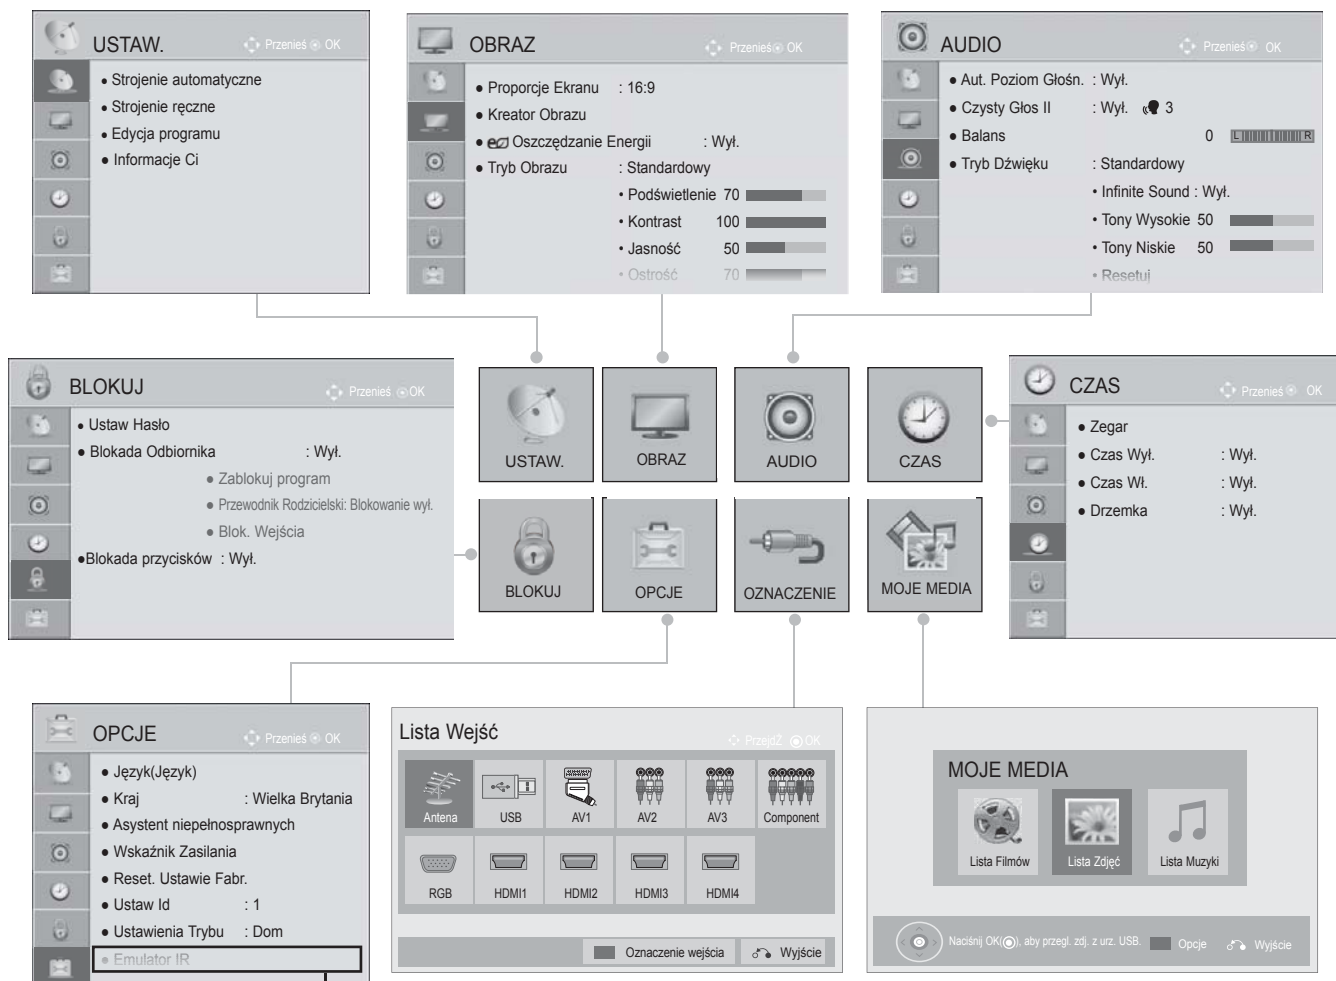 USTAW.
Przenieś OK
• Strojenie automatyczne
• Strojenie ręczne
• Edycja programu
• Informacje Ci
OBRAZ
Przenieś OK
• Proporcje Ekranu : 16:9
• Kreator Obrazu
• Oszczędzanie Energii : Wył.
• Tryb Obrazu : Standardowy
• Podświetlenie 70
• Kontrast 100
• Jasność 50
• Ostrość 70
AUDIO
Przenieś OK
• Aut. Poziom Głośn. : Wył.
• Czysty Głos II : Wył. 3
• Balans 0 L R
• Tryb Dźwięku : Standardowy
• Infinite Sound : Wył.
• Tony Wysokie 50
• Tony Niskie 50
• Resetuj
BLOKUJ
Przenieś OK
• Ustaw Hasło
• Blokada Odbiornika : Wył.
• Zablokuj program
• Przewodnik Rodzicielski: Blokowanie wył.
• Blok. Wejścia
•Blokada przycisków : Wył.
USTAW.
OBRAZ
AUDIO
CZAS
BLOKUJ
OPCJE
OZNACZENIE
MOJE MEDIA
CZAS
Przenieś OK
• Zegar
• Czas Wył. : Wył.
• Czas Wł. : Wył.
• Drzemka : Wył.
OPCJE
Przenieś OK
• Język(Język)
• Kraj : Wielka Brytania
• Asystent niepełnosprawnych
• Wskaźnik Zasilania
• Reset. Ustawie Fabr.
• Ustaw Id : 1
• Ustawienia Trybu : Dom
• Emulator IR
Lista Wejść
PrzejdŹ OK
Antena
USB
AV1
AV2
AV3
Component
RGB
HDMI1
HDMI2
HDMI3
HDMI4
Oznaczenie wejścia Wyjście
MOJE MEDIA
Lista Filmów
Lista Zdjęć
Lista Muzyki
Naciśnij OK(◉), aby przegl. zdj. z urz. USB. Opcje Wyjście